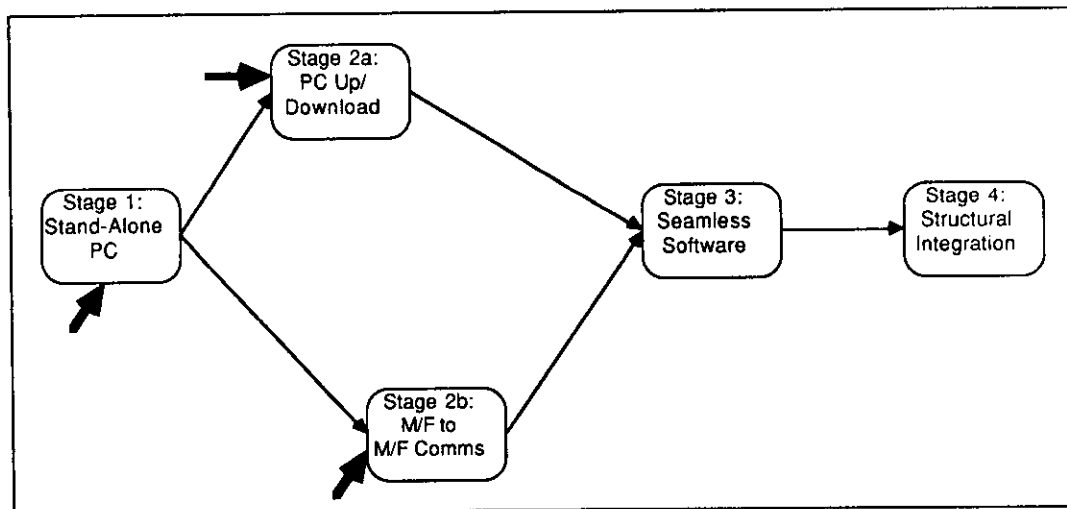 Stage 2a:
PC Up/
Download
Stage 1:
Stand-Alone
PC
Stage 3:
Seamless
Software
Stage 4:
Structural
Integration
Stage 2b:
M/F to
M/F Comms